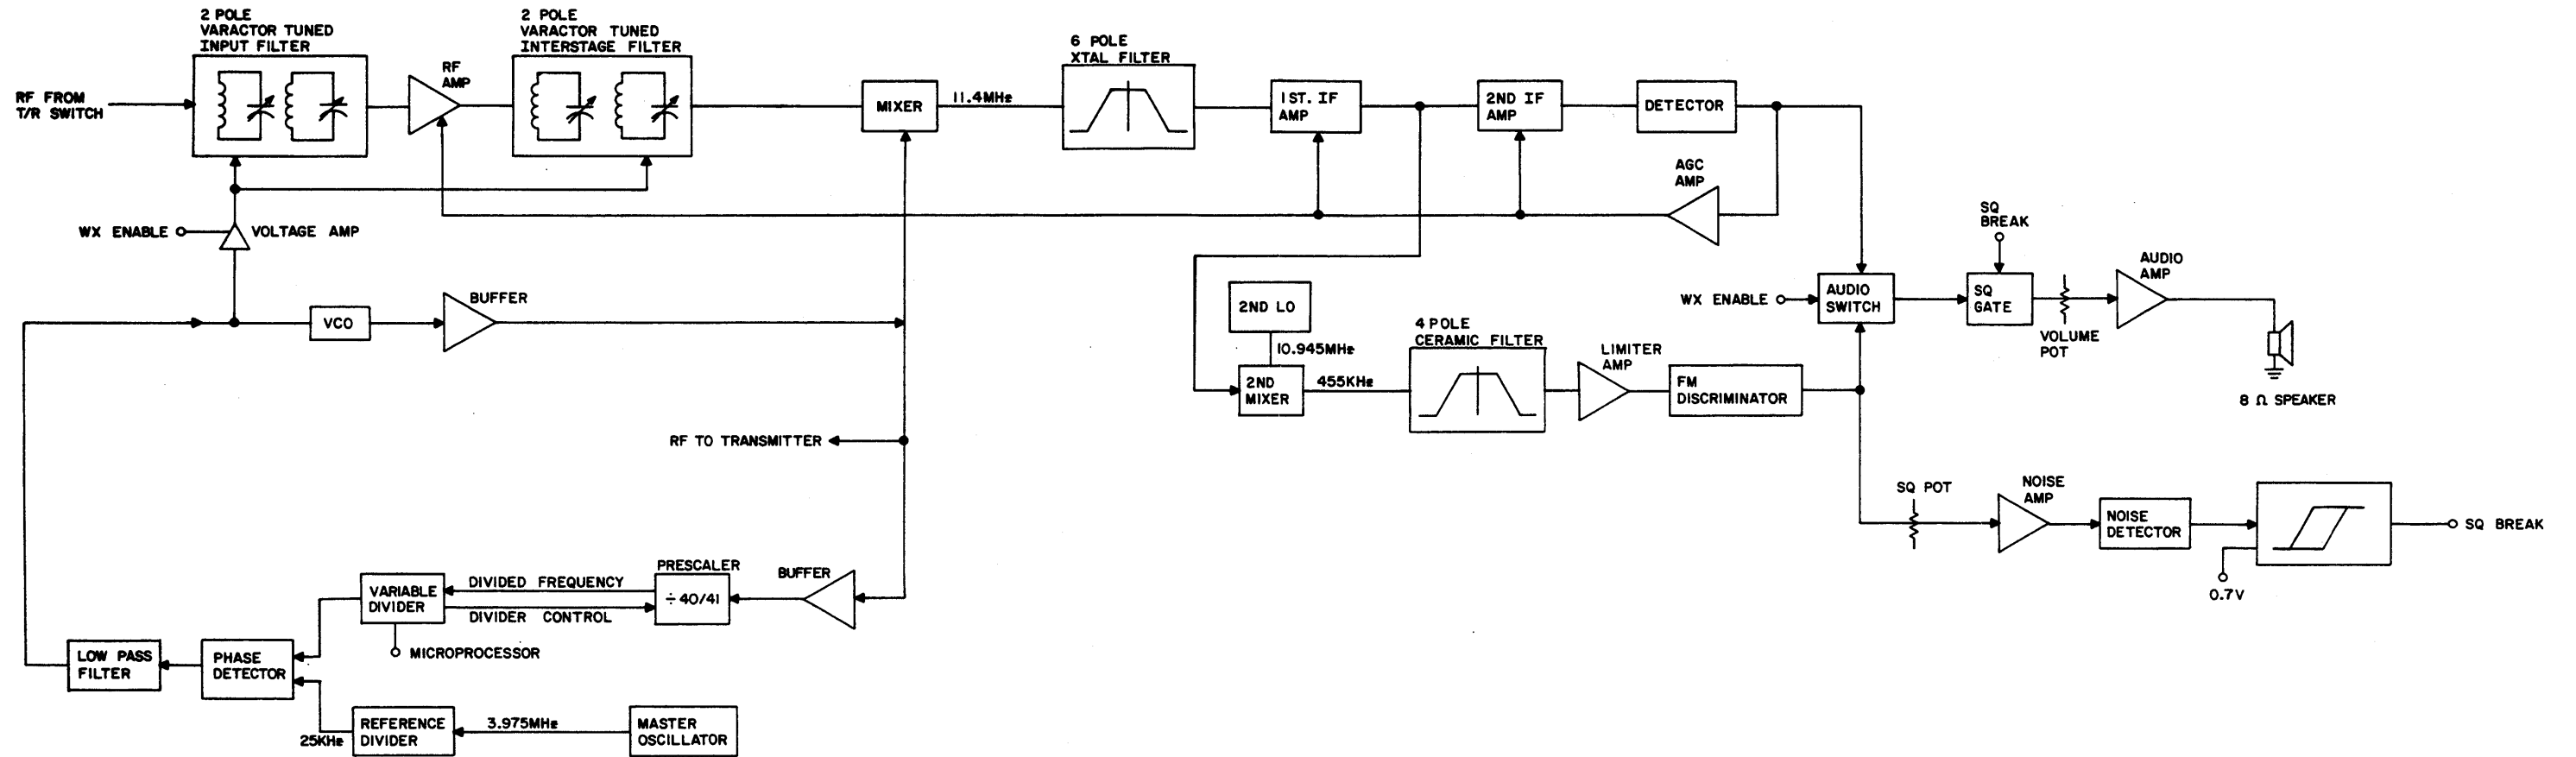 2 POLE
VARACTOR TUNED
INPUT FILTER
2 POLE
VARACTOR TUNED
INTERSTAGE FILTER
RF
AMP
6 POLE
XTAL FILTER
RF FROM
T/R SWITCH
MIXER
11.4MHz
1ST. IF
AMP
2ND IF
AMP
DETECTOR
AGC
AMP
WX ENABLE
VOLTAGE AMP
SQ
BREAK
AUDIO
AMP
VCO
BUFFER
2ND LO
10.945MHz
WX ENABLE
AUDIO
SWITCH
SQ
GATE
VOLUME
POT
8 Ω SPEAKER
4 POLE
CERAMIC FILTER
2ND
MIXER
455KHz
LIMITER
AMP
FM
DISCRIMINATOR
RF TO TRANSMITTER
SQ POT
NOISE
AMP
NOISE
DETECTOR
SQ BREAK
0.7V
VARIABLE
DIVIDER
DIVIDED FREQUENCY
DIVIDER CONTROL
PRESCALER
÷40/41
BUFFER
MICROPROCESSOR
LOW PASS
FILTER
PHASE
DETECTOR
25KHz
REFERENCE
DIVIDER
3.975MHz
MASTER
OSCILLATOR